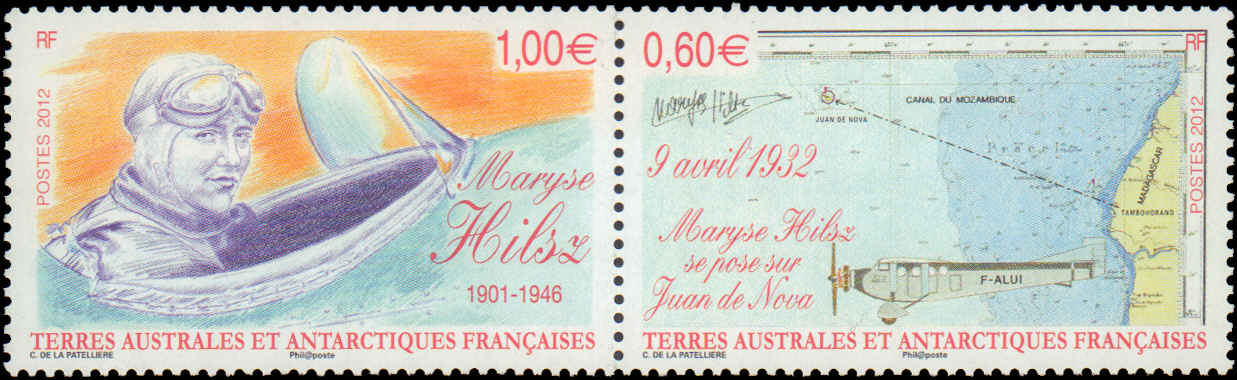 RF
1,00€
POSTES 2012
Maryse
Hilsz
1901-1946
TERRES AUSTRALES ET ANTARCTIQUES FRANÇAISES
C. DE LA PATELLIERE
Phil@poste
0,60€
RF
POSTES 2012
CANAL DU MOZAMBIQUE
JUAN DE NOVA
9 avril 1932
MADAGASCAR
TAMBOHORANO
Maryse Hilsz
se pose sur
Juan de Nova
F-ALUI
TERRES AUSTRALES ET ANTARCTIQUES FRANÇAISES
C. DE LA PATELLIERE
Phil@poste